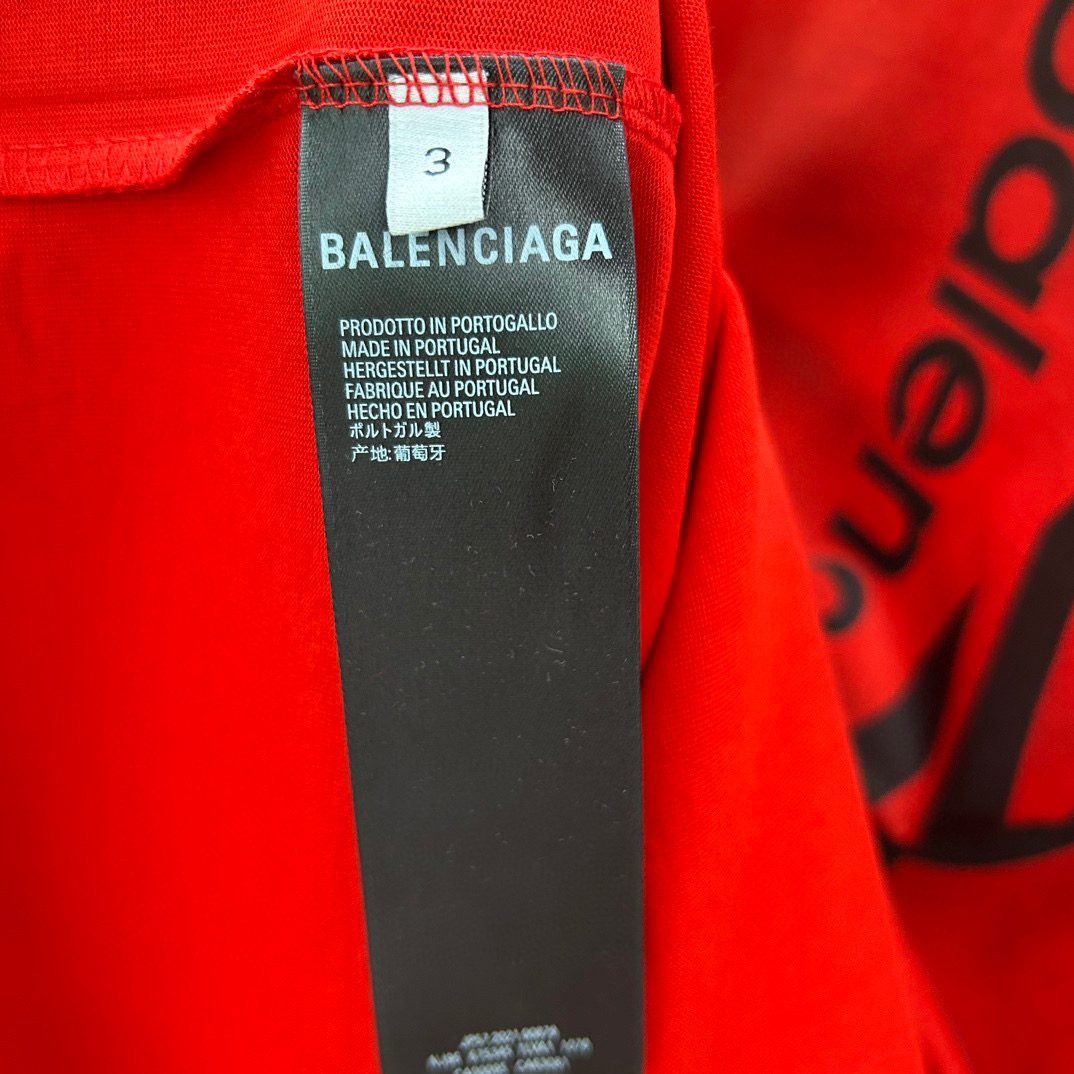 3
BALENCIAGA
PRODOTTO IN PORTOGALLO
MADE IN PORTUGAL
HERGESTELLT IN PORTUGAL
FABRIQUE AU PORTUGAL
HECHO EN PORTUGAL
ポルトガル製
产地:葡萄牙
balen